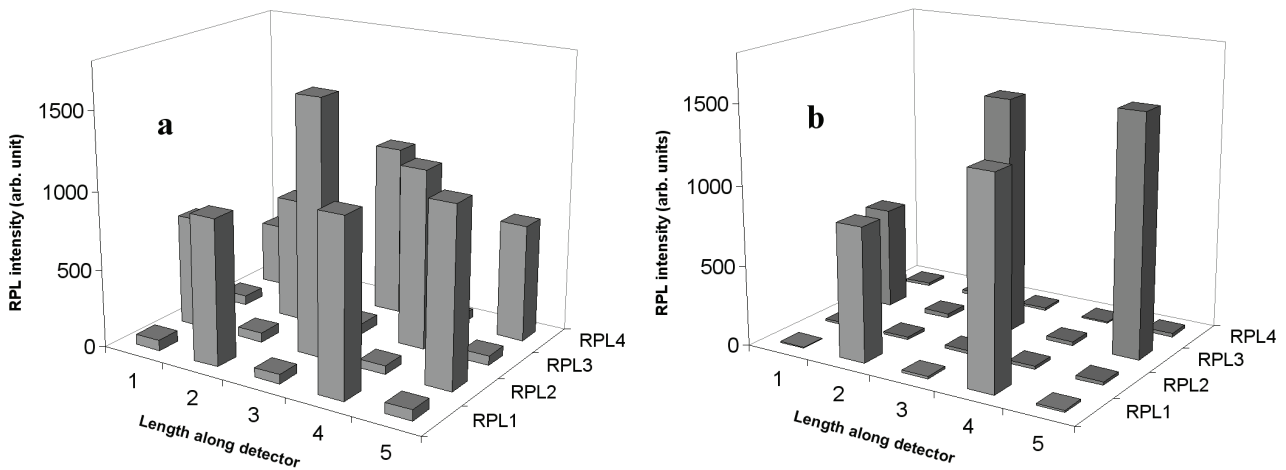 a
RPL intensity (arb. unit)
1500
1000
500
0
1
2
3
4
5
Length along detector
RPL1
RPL2
RPL3
RPL4
b
RPL intensity (arb. units)
1500
1000
500
0
1
2
3
4
5
Length along detector
RPL1
RPL2
RPL3
RPL4